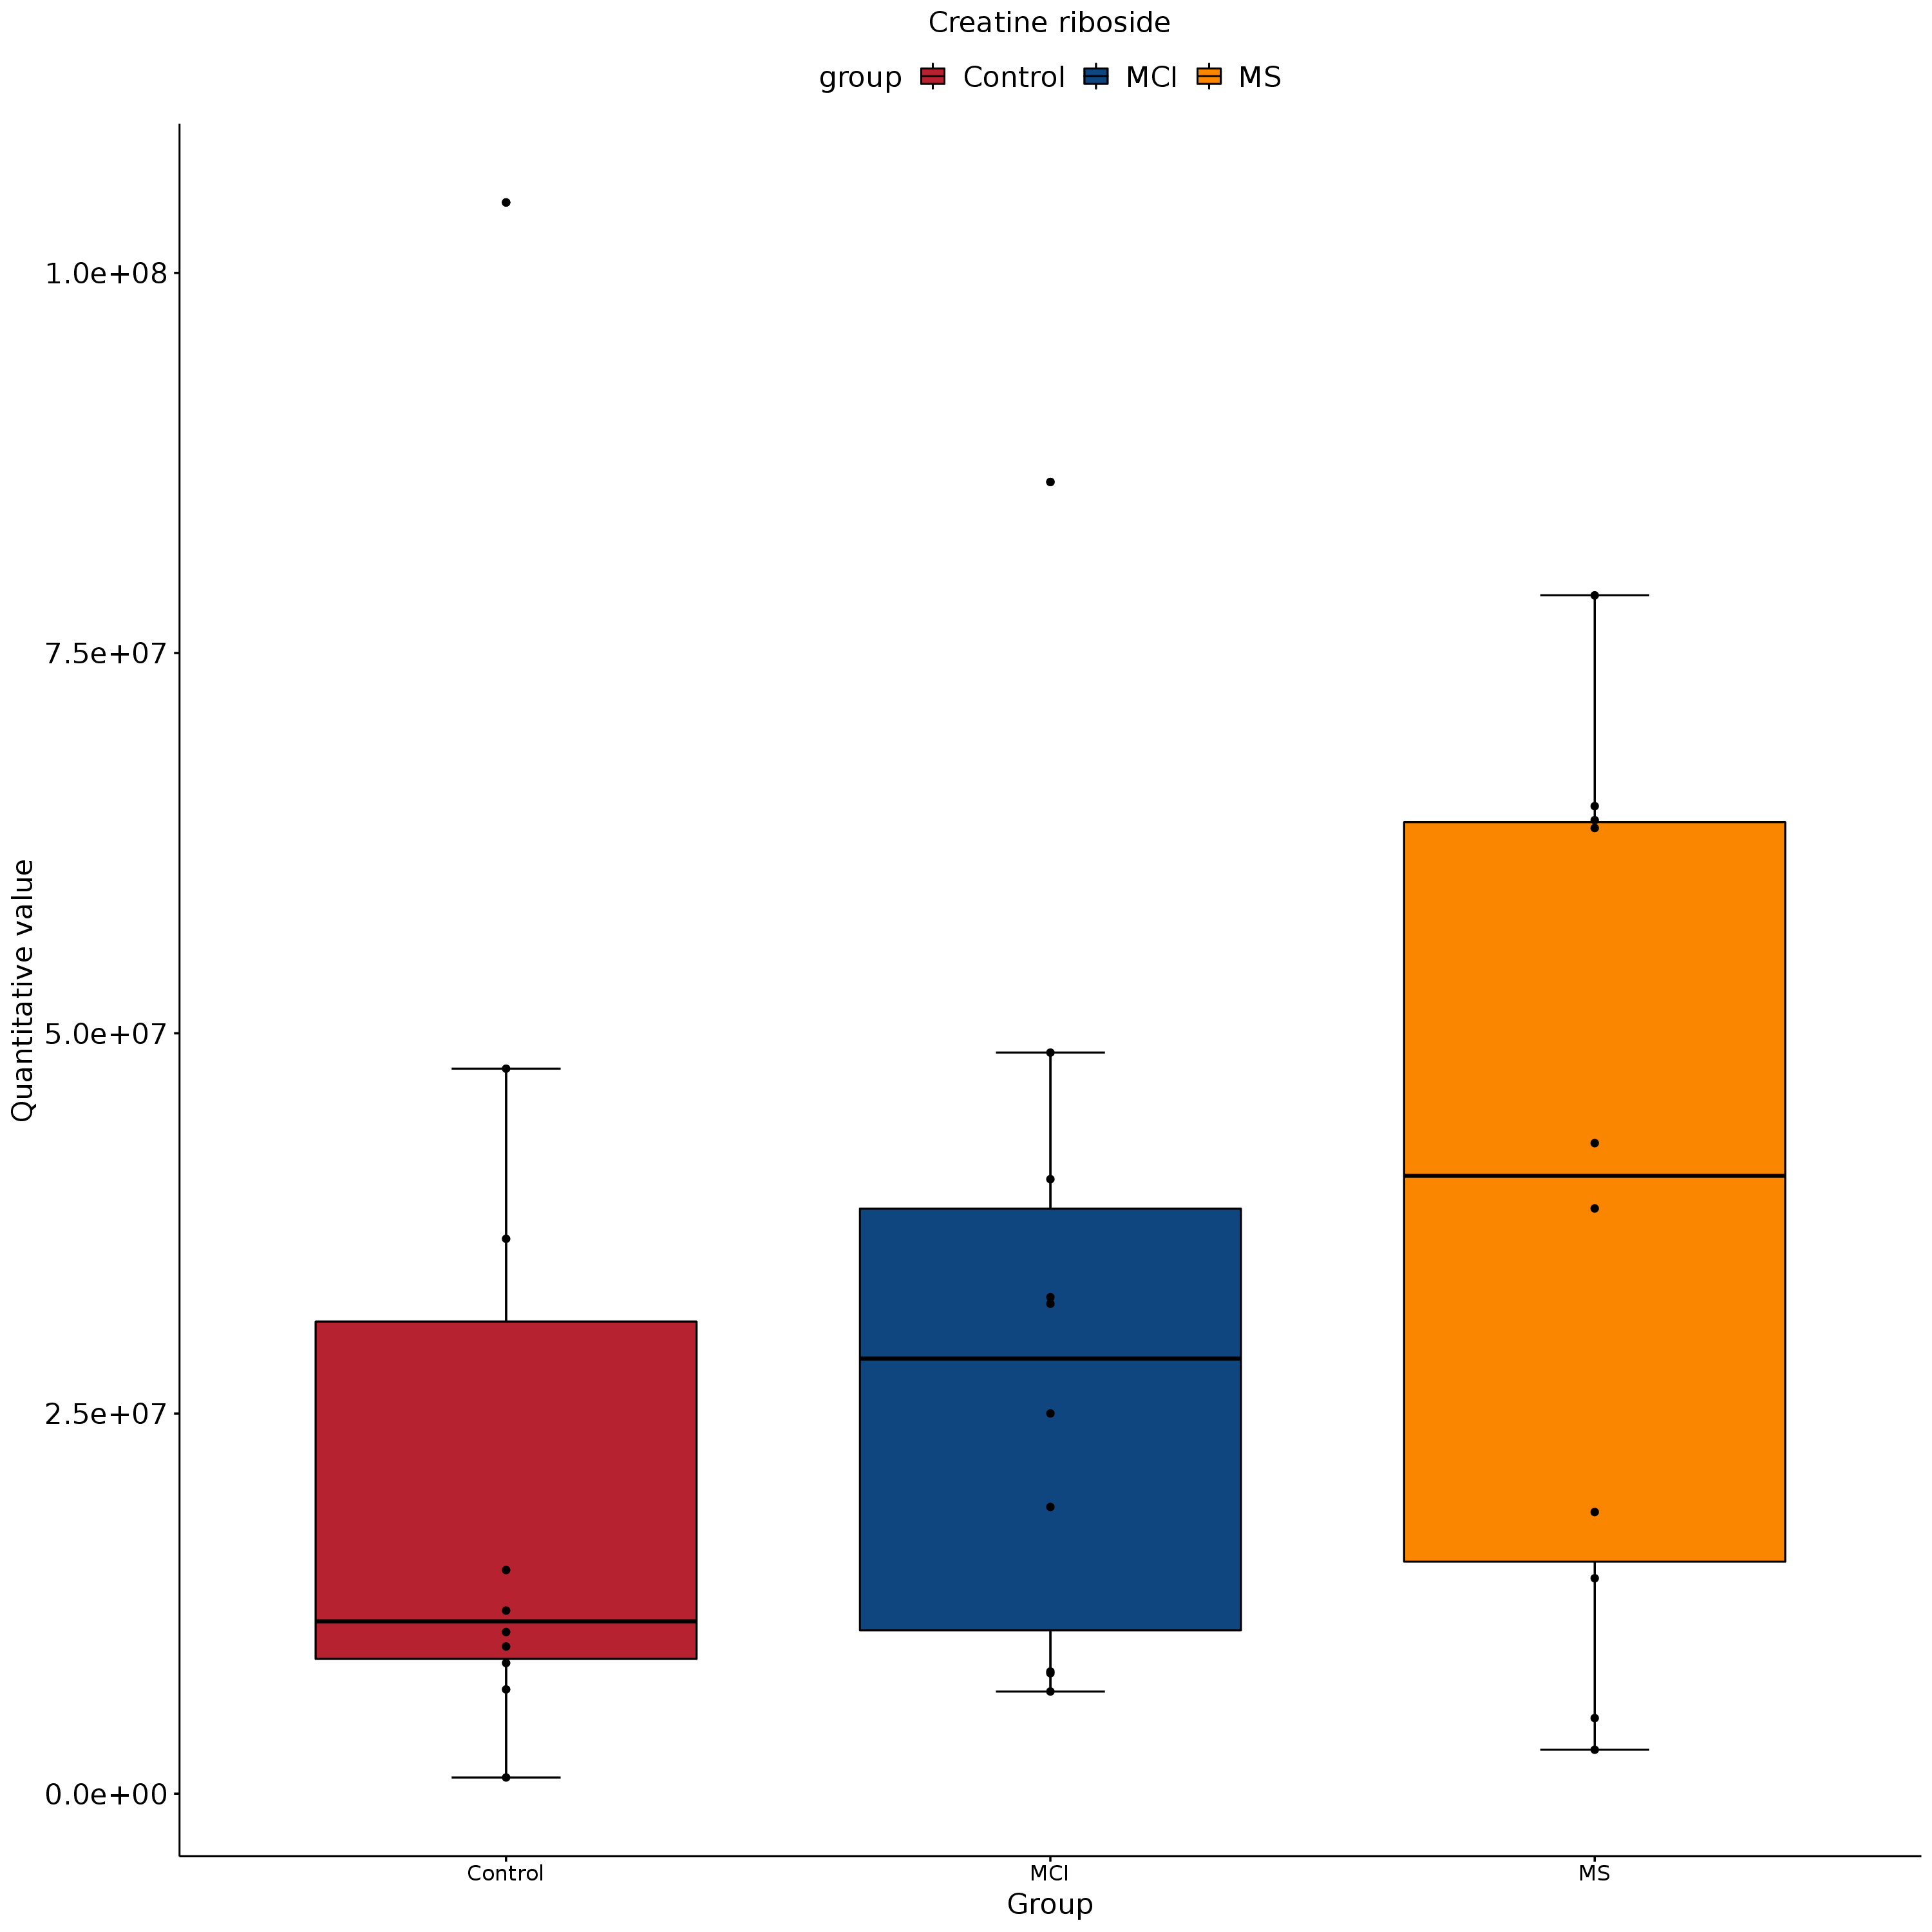 Creatine riboside
group Control MCI MS
Quantitative value
1.0e+08
7.5e+07
5.0e+07
2.5e+07
0.0e+00
Control MCI MS
Group